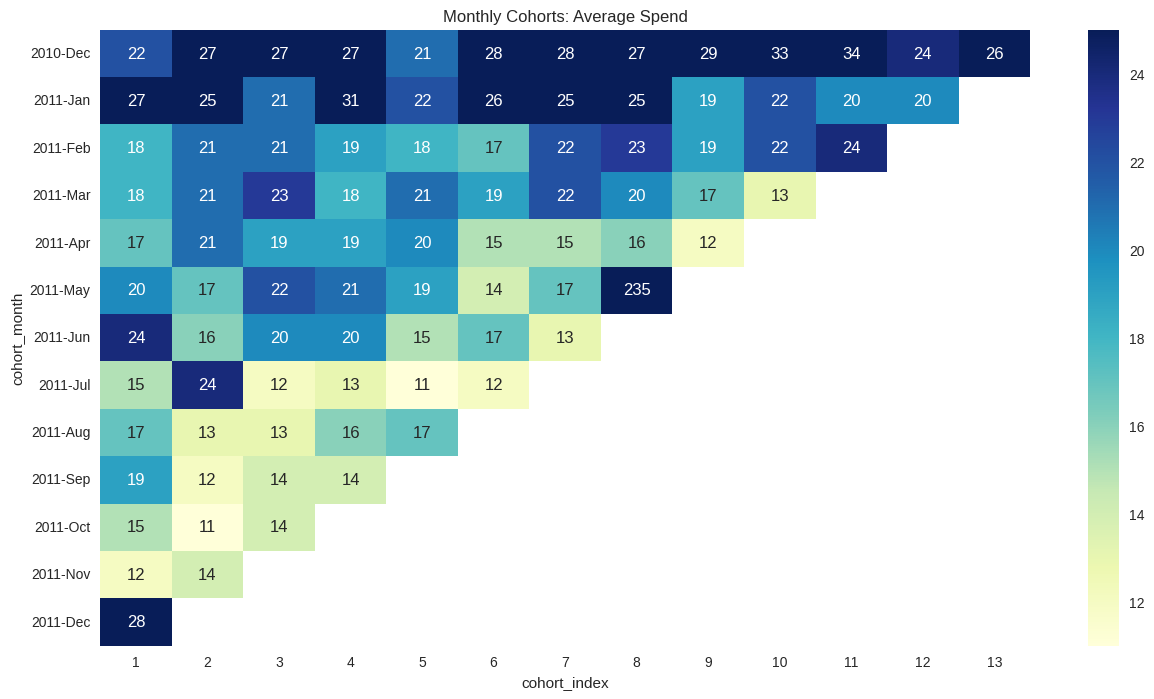 Monthly Cohorts: Average Spend
cohort_month
2010-Dec 22 27 27 27 21 28 28 27 29 33 34 24 26
2011-Jan 27 25 21 31 22 26 25 25 19 22 20 20
2011-Feb 18 21 21 19 18 17 22 23 19 22 24
2011-Mar 18 21 23 18 21 19 22 20 17 13
2011-Apr 17 21 19 19 20 15 15 16 12
2011-May 20 17 22 21 19 14 17 235
2011-Jun 24 16 20 20 15 17 13
2011-Jul 15 24 12 13 11 12
2011-Aug 17 13 13 16 17
2011-Sep 19 12 14 14
2011-Oct 15 11 14
2011-Nov 12 14
2011-Dec 28
1 2 3 4 5 6 7 8 9 10 11 12 13
cohort_index
24
22
20
18
16
14
12